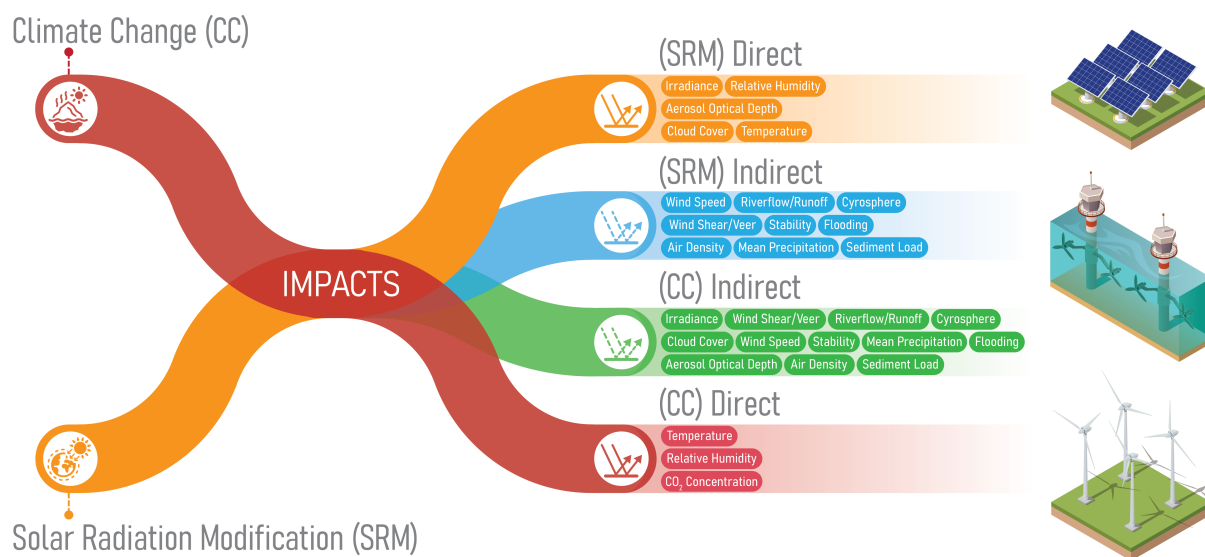 Climate Change (CC)
IMPACTS
Solar Radiation Modification (SRM)
(SRM) Direct
Irradiance Relative Humidity
Aerosol Optical Depth
Cloud Cover Temperature
(SRM) Indirect
Wind Speed Riverflow/Runoff Cyrosphere
Wind Shear/Veer Stability Flooding
Air Density Mean Precipitation Sediment Load
(CC) Indirect
Irradiance Wind Shear/Veer Riverflow/Runoff Cyrosphere
Cloud Cover Wind Speed Stability Mean Precipitation Flooding
Aerosol Optical Depth Air Density Sediment Load
(CC) Direct
Temperature
Relative Humidity
CO₂ Concentration